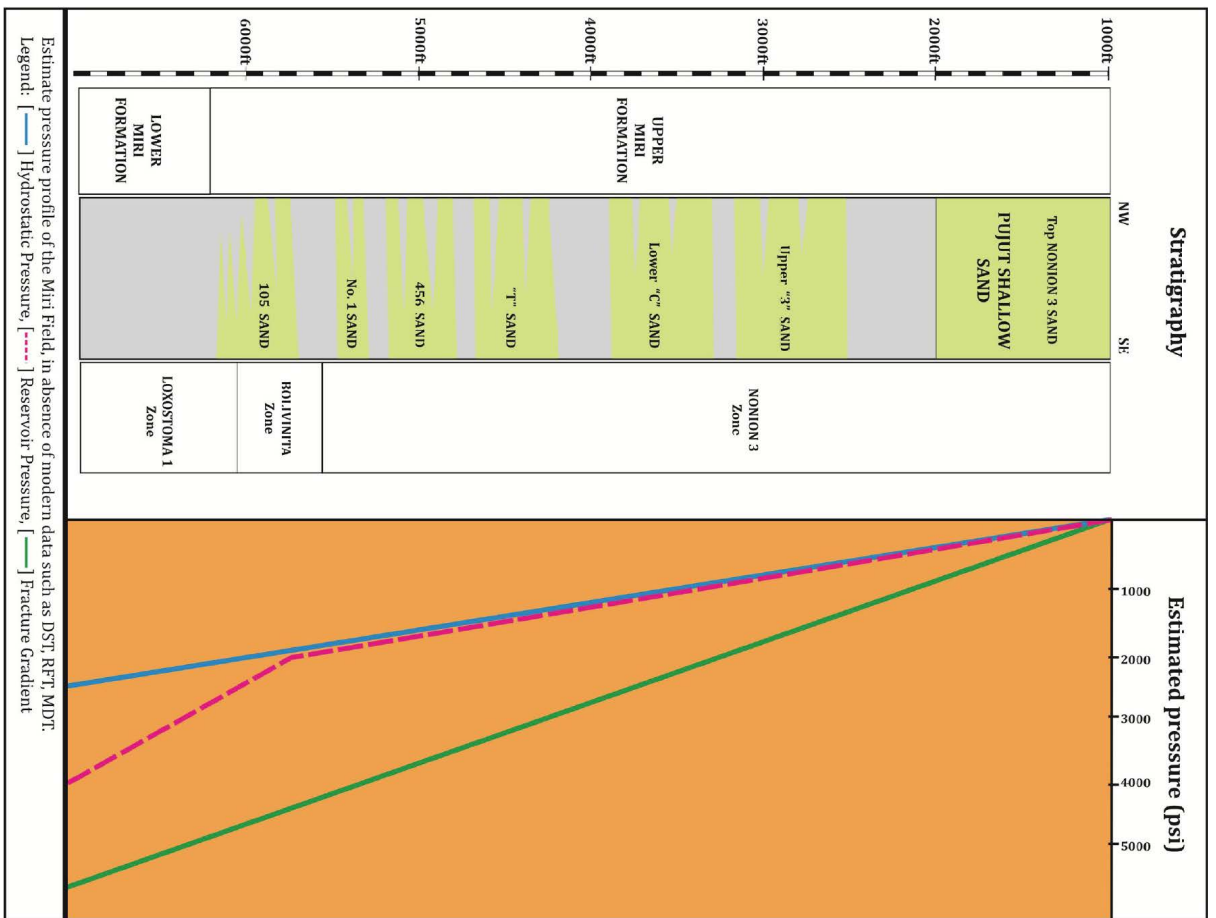 Stratigraphy
Estimated pressure (psi)
1000ft
2000ft
3000ft
4000ft
5000ft
6000ft
UPPER
MIRI
FORMATION
LOWER
MIRI
FORMATION
NW
SE
Top NONION 3 SAND
PUJUT SHALLOW
SAND
Upper "3" SAND
Lower "C" SAND
"T" SAND
456 SAND
No. 1 SAND
105 SAND
NONION 3
Zone
BOLIVINITA
Zone
LOXOSTOMA 1
Zone
1000
2000
3000
4000
5000
Estimate pressure profile of the Miri Field, in absence of modern data such as DST, RFT, MDT.
Legend: [ ] Hydrostatic Pressure, [ ] Reservoir Pressure, [ ] Fracture Gradient